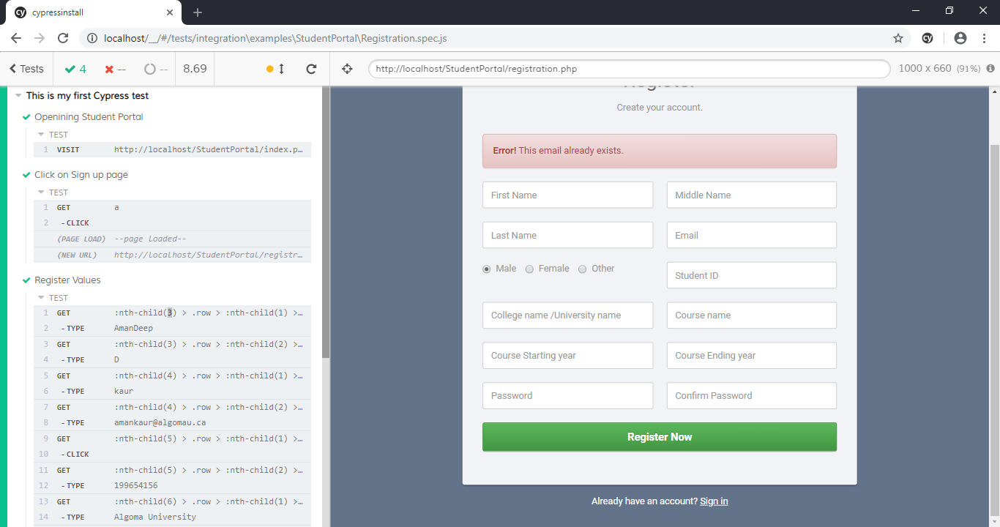 cypressinstall
localhost/__/#/tests/integration\examples\StudentPortal\Registration.spec.js
Tests
4
--
--
8.69
http://localhost/StudentPortal/registration.php
1000 x 660 (91%)
This is my first Cypress test
Openining Student Portal
TEST
1 VISIT http://localhost/StudentPortal/index.p…
Click on Sign up page
TEST
1 GET a
2 -CLICK
(PAGE LOAD) --page loaded--
(NEW URL) http://localhost/StudentPortal/registr…
Register Values
TEST
1 GET :nth-child(3) > .row > :nth-child(1) >…
2 -TYPE AmanDeep
3 GET :nth-child(3) > .row > :nth-child(2) >…
4 -TYPE D
5 GET :nth-child(4) > .row > :nth-child(1) >…
6 -TYPE kaur
7 GET :nth-child(4) > .row > :nth-child(2) >…
8 -TYPE amankaur@algomau.ca
9 GET :nth-child(5) > .row > :nth-child(1) >…
10 -CLICK
11 GET :nth-child(5) > .row > :nth-child(2) >…
12 -TYPE 199654156
13 GET :nth-child(6) > .row > :nth-child(1) >…
14 -TYPE Algoma University
Register
Create your account.
Error! This email already exists.
First Name Middle Name
Last Name Email
Male Female Other Student ID
College name /University name Course name
Course Starting year Course Ending year
Password Confirm Password
Register Now
Already have an account? Sign in